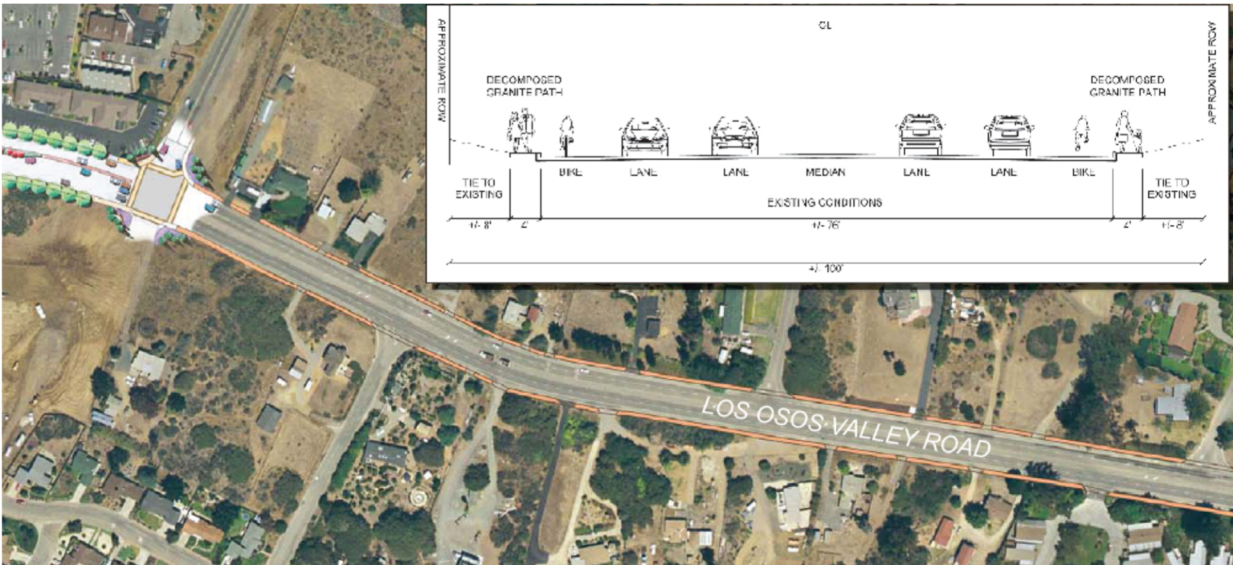 CL
APPROXIMATE ROW
APPROXIMATE ROW
DECOMPOSED
GRANITE PATH
DECOMPOSED
GRANITE PATH
BIKE LANE LANE MEDIAN LANE LANE BIKE
TIE TO
EXISTING
TIE TO
EXISTING
EXISTING CONDITIONS
+/- 8' 4' +/- 76' 4' +/- 8'
+/- 100'
LOS OSOS VALLEY ROAD